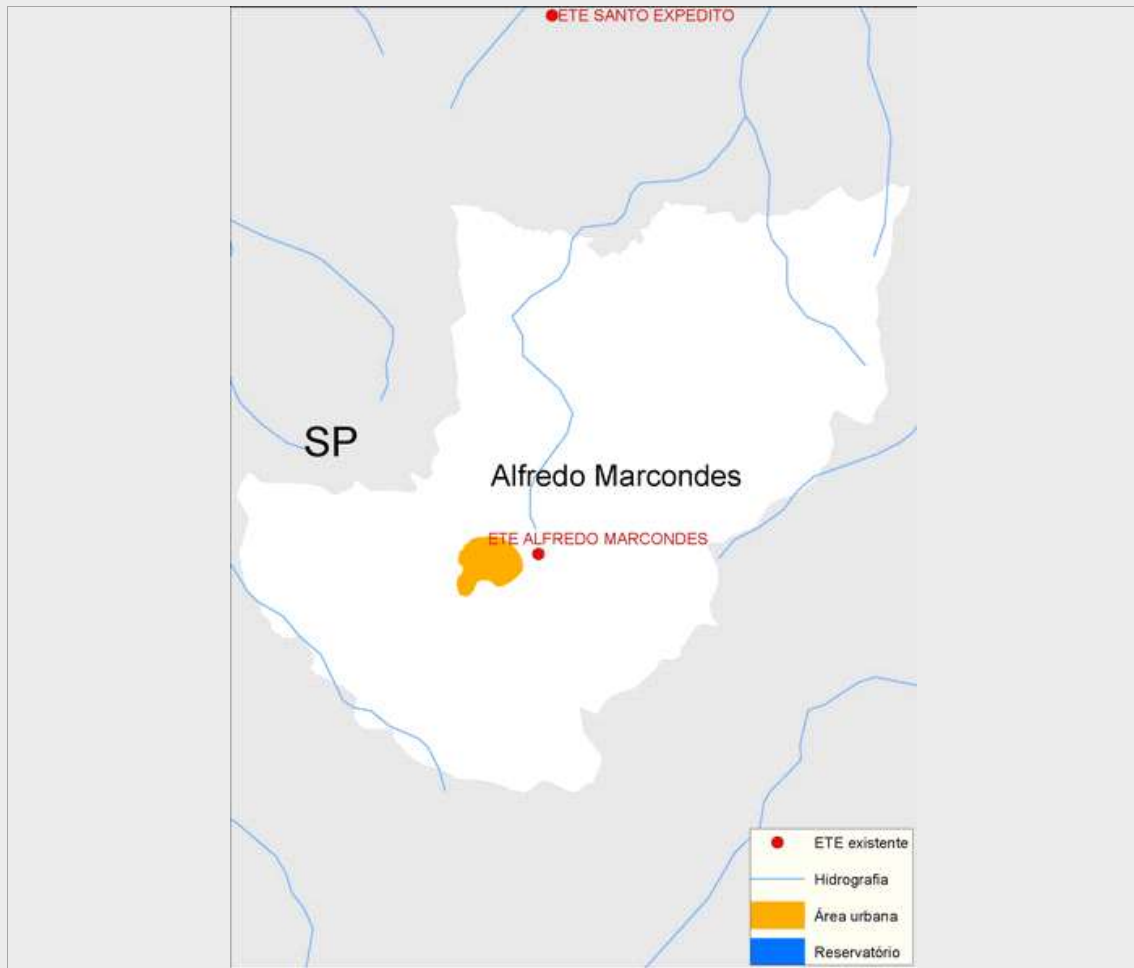 ETE SANTO EXPEDITO
SP
Alfredo Marcondes
ETE ALFREDO MARCONDES
ETE existente
Hidrografia
Área urbana
Reservatório